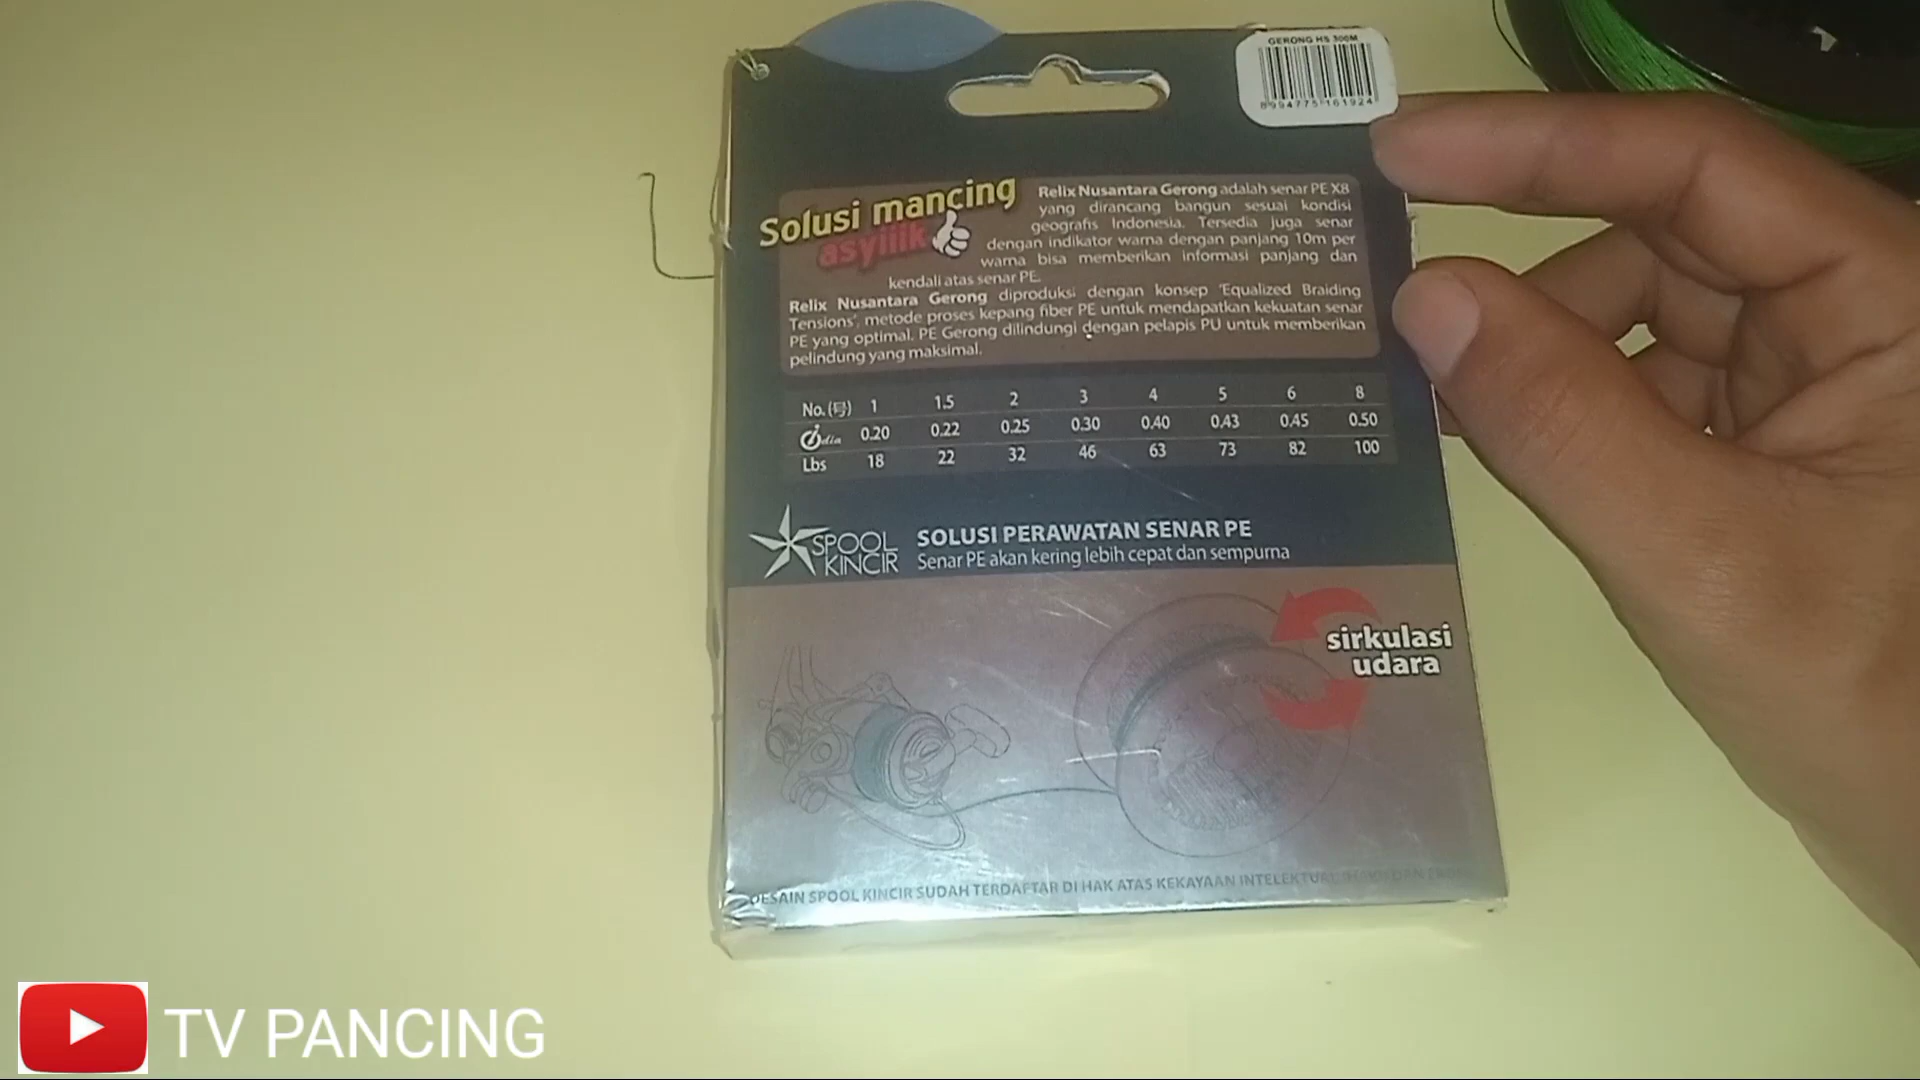 GERONG HS 300M
8994775161924
Solusi mancing
asyiiik
Relix Nusantara Gerong adalah senar PE X8
yang dirancang bangun sesuai kondisi
geografis Indonesia. Tersedia juga senar
dengan indikator warna dengan panjang 10m per
warna bisa memberikan informasi panjang dan
kendali atas senar PE.
Relix Nusantara Gerong diproduksi dengan konsep 'Equalized Braiding
Tensions', metode proses kepang fiber PE untuk mendapatkan kekuatan senar
PE yang optimal. PE Gerong dilindungi dengan pelapis PU untuk memberikan
pelindung yang maksimal.
No.(号) 1 1.5 2 3 4 5 6 8
dia 0.20 0.22 0.25 0.30 0.40 0.43 0.45 0.50
Lbs 18 22 32 46 63 73 82 100
SPOOL
KINCIR
SOLUSI PERAWATAN SENAR PE
Senar PE akan kering lebih cepat dan sempurna
sirkulasi
udara
DESAIN SPOOL KINCIR SUDAH TERDAFTAR DI HAK ATAS KEKAYAAN INTELEKTUAL
TV PANCING